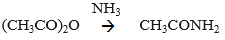 NH₃
(CH₃CO)₂O → CH₃CONH₂